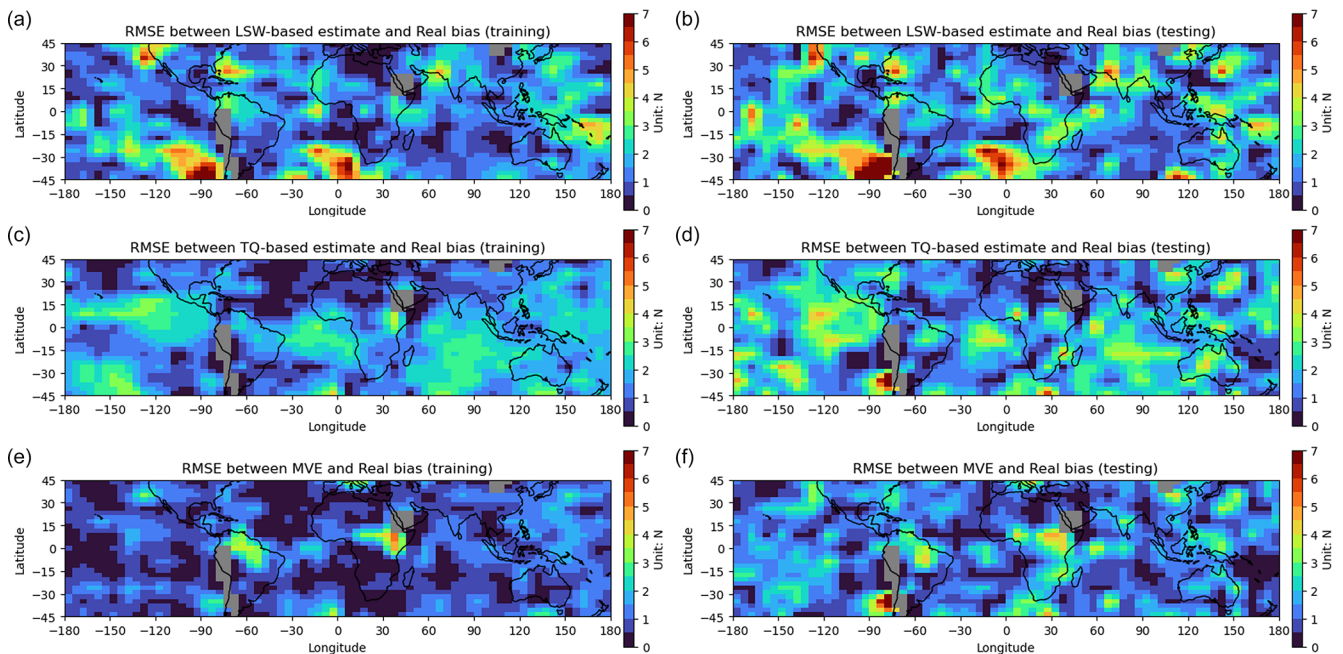 (a)
RMSE between LSW-based estimate and Real bias (training)
45
30
15
0
−15
−30
−45
Latitude
−180 −150 −120 −90 −60 −30 0 30 60 90 120 150 180
Longitude
7
6
5
4
3
2
1
0
Unit: N
(b)
RMSE between LSW-based estimate and Real bias (testing)
45
30
15
0
−15
−30
−45
Latitude
−180 −150 −120 −90 −60 −30 0 30 60 90 120 150 180
Longitude
7
6
5
4
3
2
1
0
Unit: N
(c)
RMSE between TQ-based estimate and Real bias (training)
45
30
15
0
−15
−30
−45
Latitude
−180 −150 −120 −90 −60 −30 0 30 60 90 120 150 180
Longitude
7
6
5
4
3
2
1
0
Unit: N
(d)
RMSE between TQ-based estimate and Real bias (testing)
45
30
15
0
−15
−30
−45
Latitude
−180 −150 −120 −90 −60 −30 0 30 60 90 120 150 180
Longitude
7
6
5
4
3
2
1
0
Unit: N
(e)
RMSE between MVE and Real bias (training)
45
30
15
0
−15
−30
−45
Latitude
−180 −150 −120 −90 −60 −30 0 30 60 90 120 150 180
Longitude
7
6
5
4
3
2
1
0
Unit: N
(f)
RMSE between MVE and Real bias (testing)
45
30
15
0
−15
−30
−45
Latitude
−180 −150 −120 −90 −60 −30 0 30 60 90 120 150 180
Longitude
7
6
5
4
3
2
1
0
Unit: N